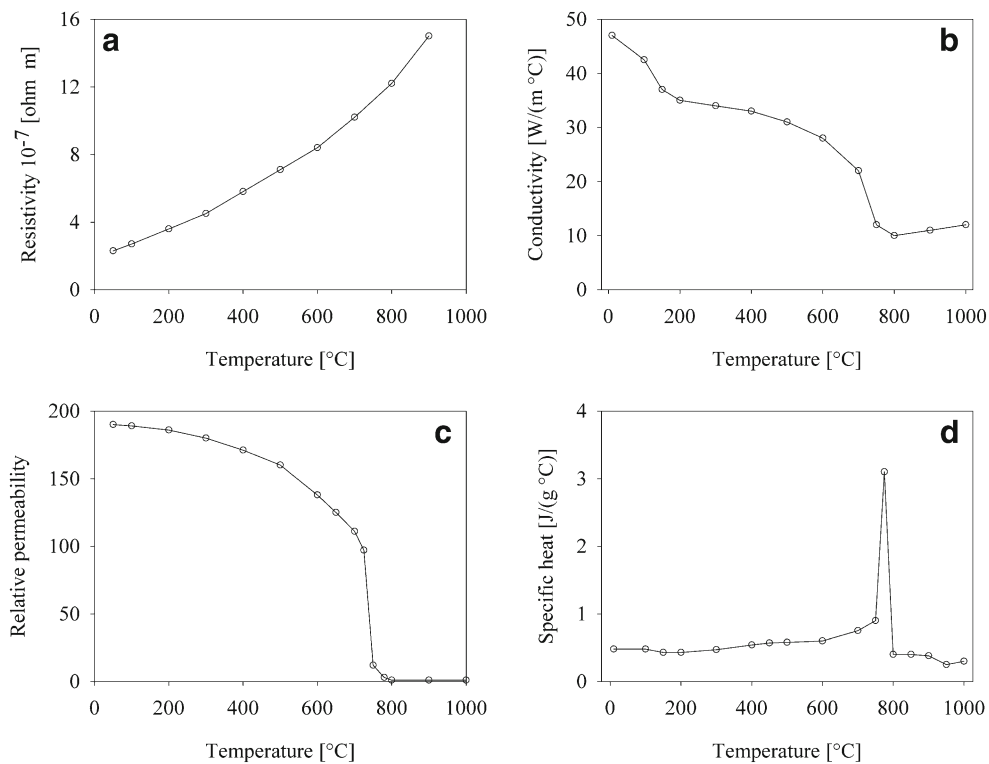 a
Resistivity 10-7 [ohm m]
16
12
8
4
0
0 200 400 600 800 1000
Temperature [°C]
b
Conductivity [W/(m °C)]
50
40
30
20
10
0
0 200 400 600 800 1000
Temperature [°C]
c
Relative permeability
200
150
100
50
0
0 200 400 600 800 1000
Temperature [°C]
d
Specific heat [J/(g °C)]
4
3
2
1
0
0 200 400 600 800 1000
Temperature [°C]